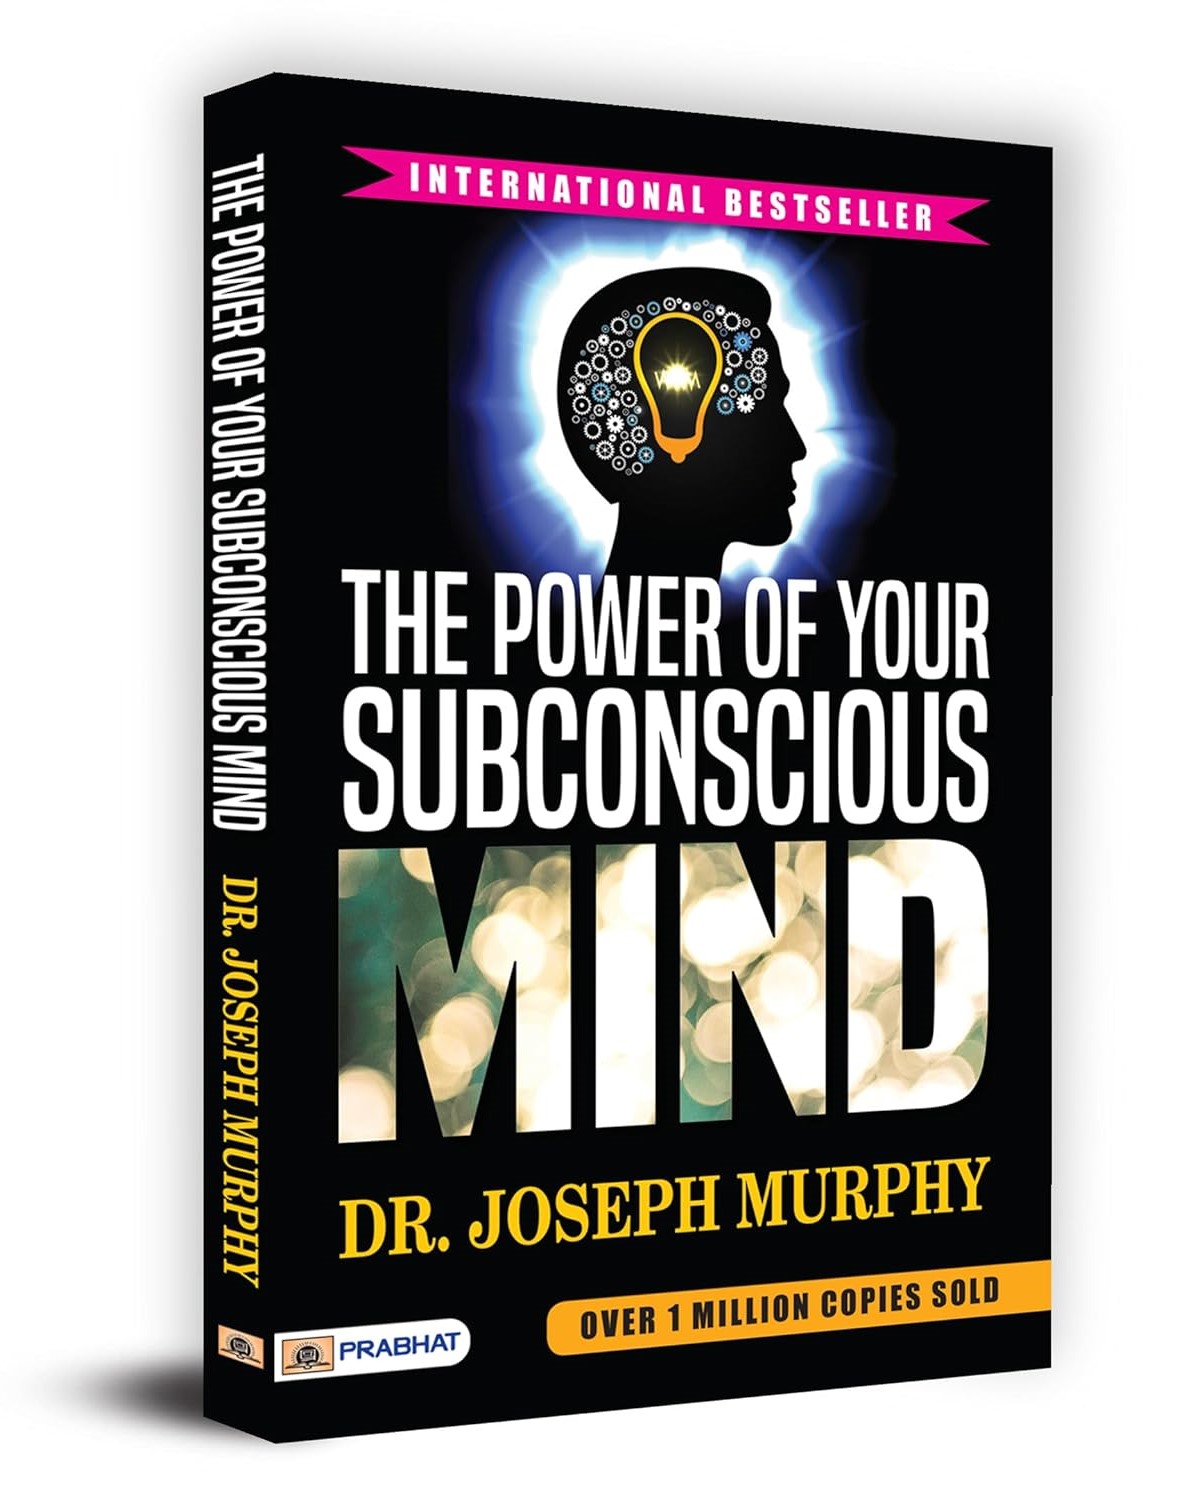 INTERNATIONAL BESTSELLER
THE POWER OF YOUR
SUBCONSCIOUS
MIND
DR. JOSEPH MURPHY
OVER 1 MILLION COPIES SOLD
PRABHAT
THE POWER OF YOUR SUBCONSCIOUS MIND DR. JOSEPH MURPHY